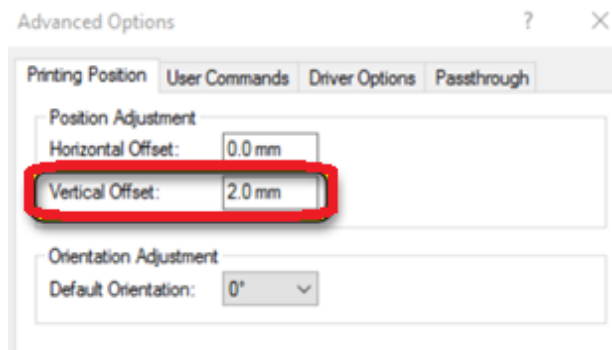 Advanced Options ? ×
Printing Position User Commands Driver Options Passthrough
Position Adjustment
Horizontal Offset: 0.0 mm
Vertical Offset: 2.0 mm
Orientation Adjustment
Default Orientation: 0°